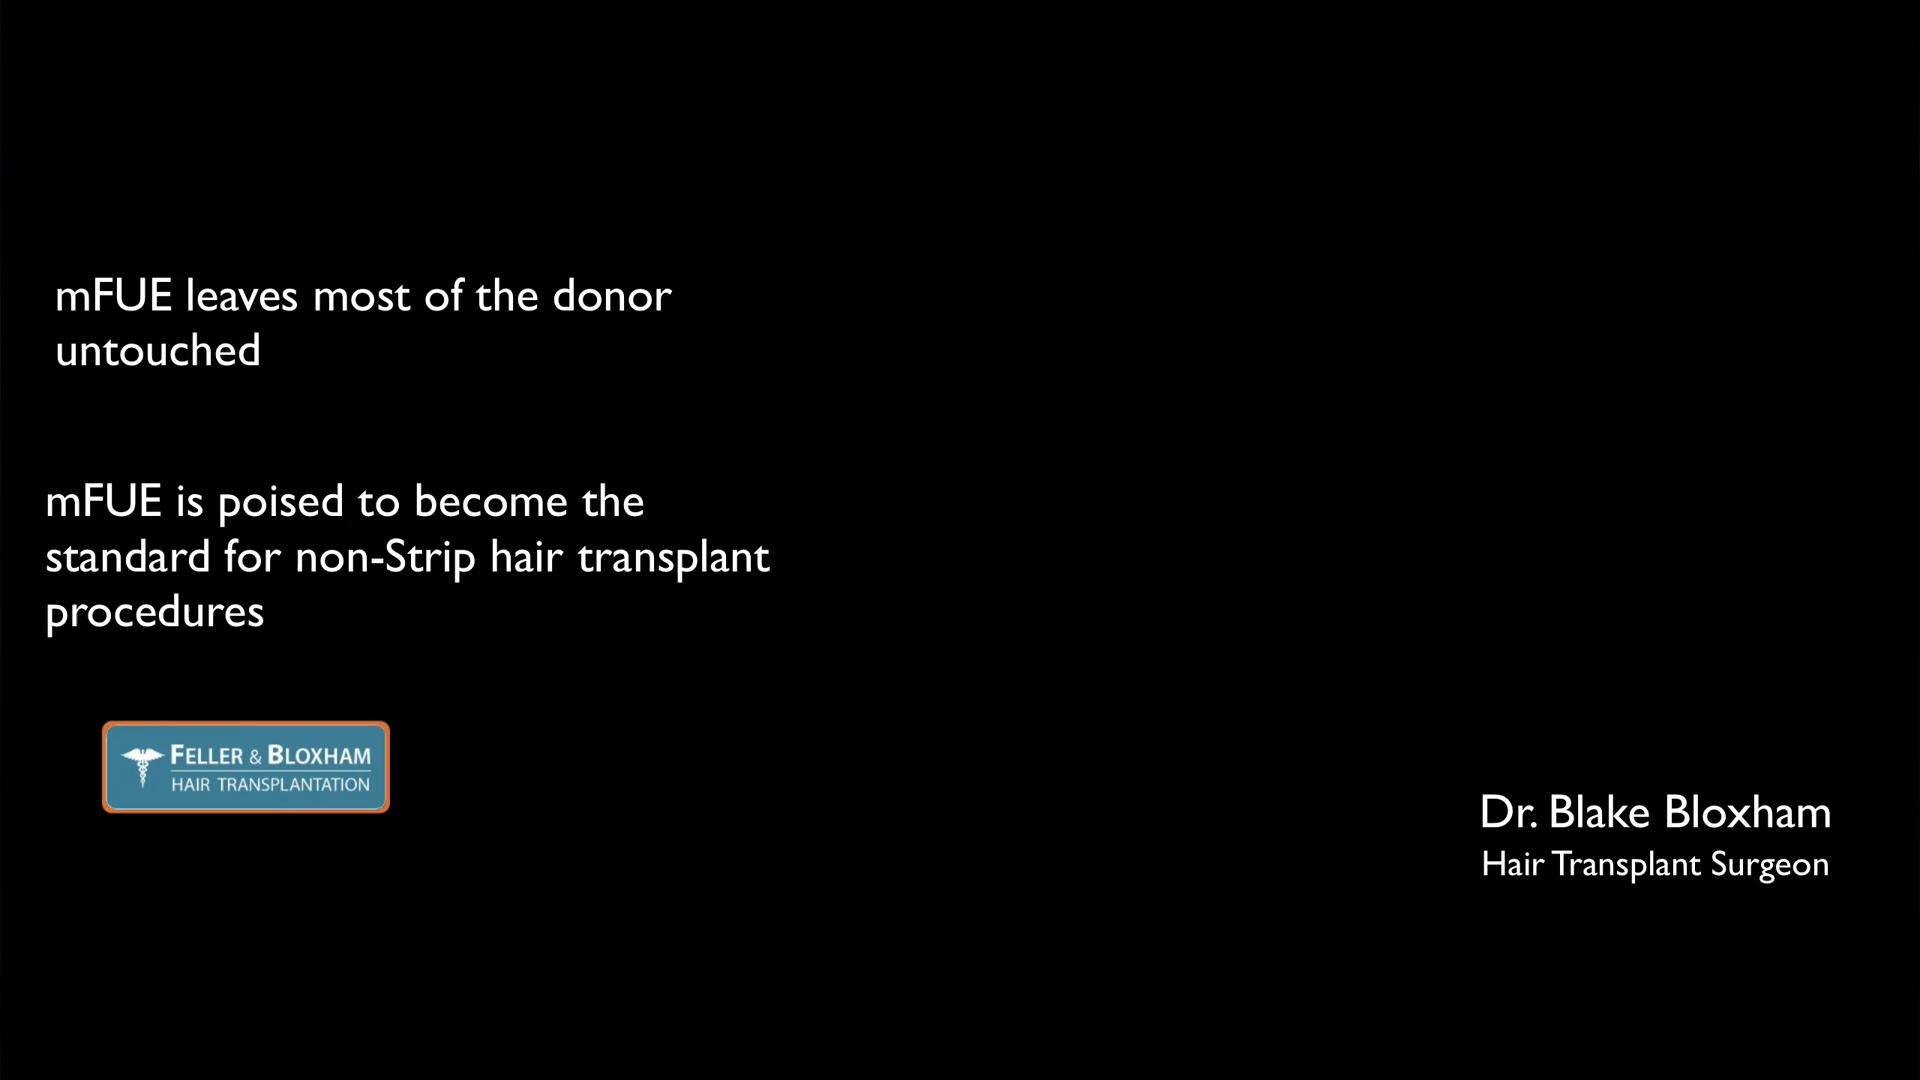 mFUE leaves most of the donor
untouched
mFUE is poised to become the
standard for non-Strip hair transplant
procedures
FELLER & BLOXHAM
HAIR TRANSPLANTATION
Dr. Blake Bloxham
Hair Transplant Surgeon